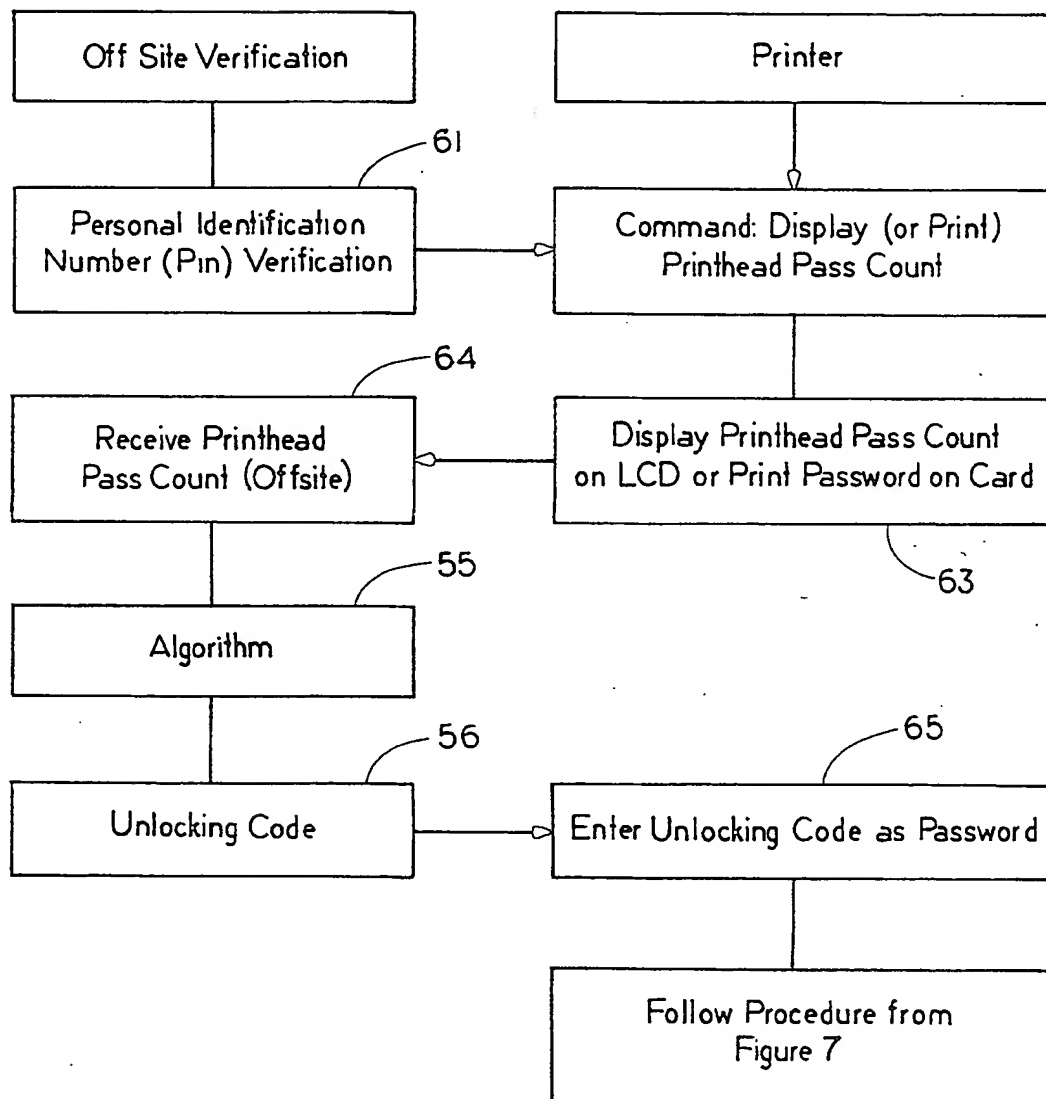 Off Site Verification
Printer
61
Personal Identification
Number (Pin) Verification
Command: Display (or Print)
Printhead Pass Count
64
Receive Printhead
Pass Count (Offsite)
Display Printhead Pass Count
on LCD or Print Password on Card
63
55
Algorithm
56
Unlocking Code
65
Enter Unlocking Code as Password
Follow Procedure from
Figure 7